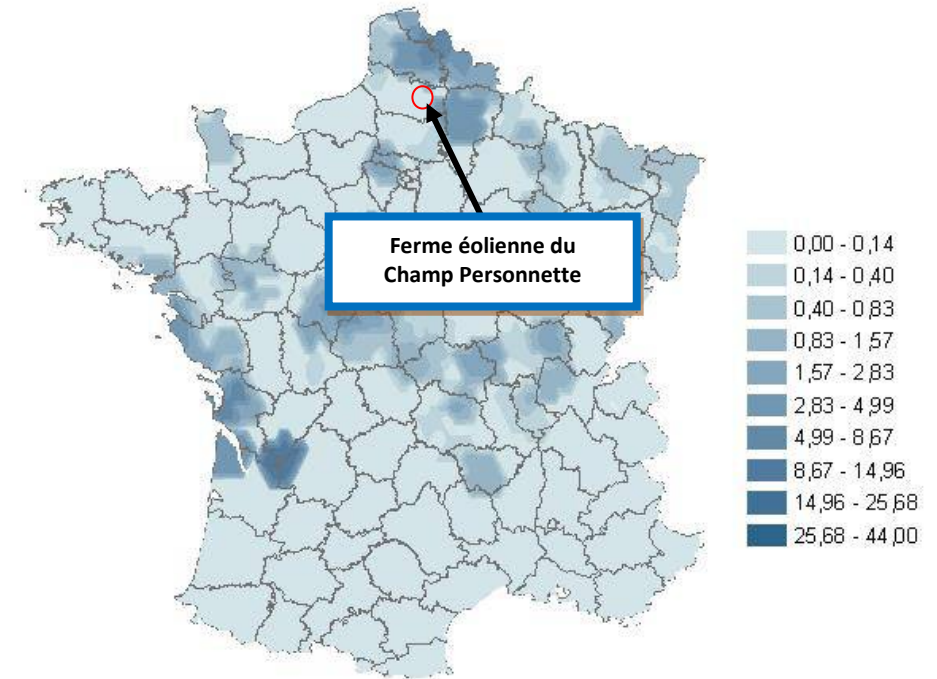 Ferme éolienne du
Champ Personnette
0,00 - 0,14
0,14 - 0,40
0,40 - 0,83
0,83 - 1,57
1,57 - 2,83
2,83 - 4,99
4,99 - 8,67
8,67 - 14,96
14,96 - 25,68
25,68 - 44,00